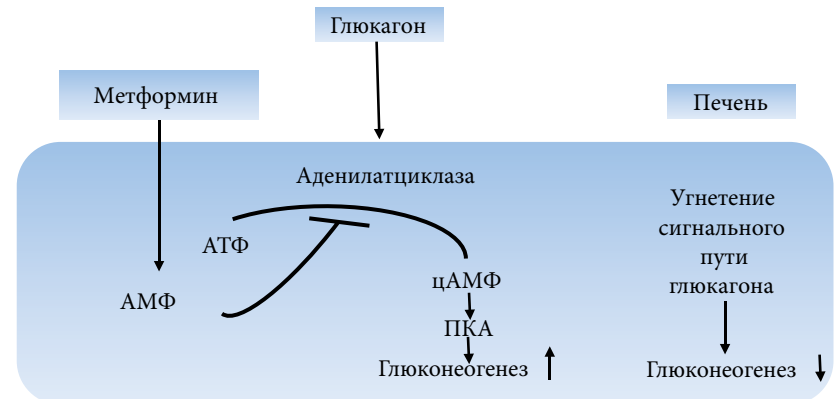 Глюкагон
Метформин
Печень
Аденилатциклаза
АТФ
АМФ
цАМФ
ПКА
Глюконеогенез
Угнетение
сигнального
пути
глюкагона
Глюконеогенез